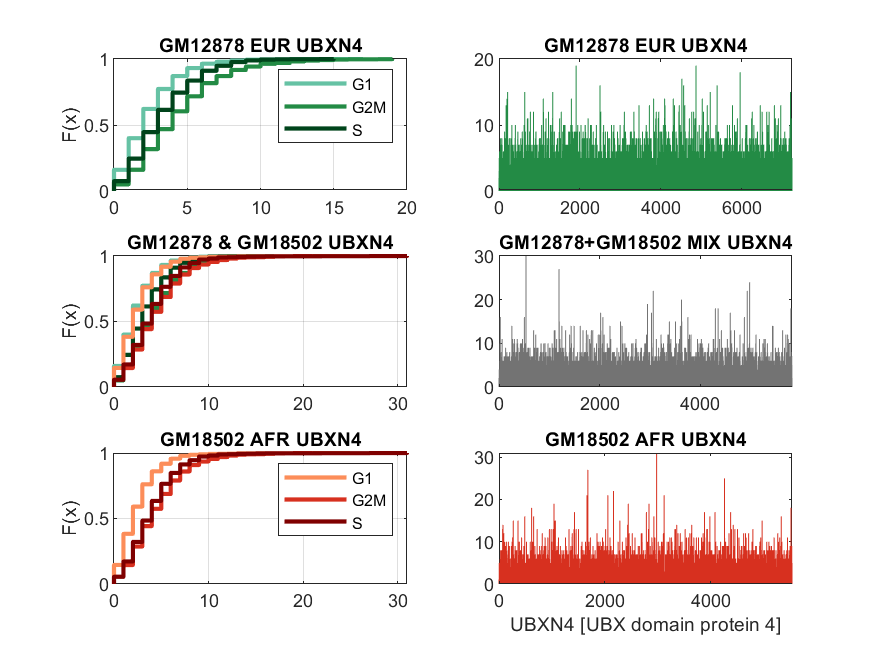 GM12878 EUR UBXN4
F(x)
1
0.5
0
0 5 10 15 20
G1
G2M
S
GM12878 EUR UBXN4
20
10
0
0 2000 4000 6000
GM12878 & GM18502 UBXN4
F(x)
1
0.5
0
0 10 20 30
GM12878+GM18502 MIX UBXN4
30
20
10
0
0 2000 4000
GM18502 AFR UBXN4
F(x)
1
0.5
0
0 10 20 30
G1
G2M
S
GM18502 AFR UBXN4
30
20
10
0
0 2000 4000
UBXN4 [UBX domain protein 4]